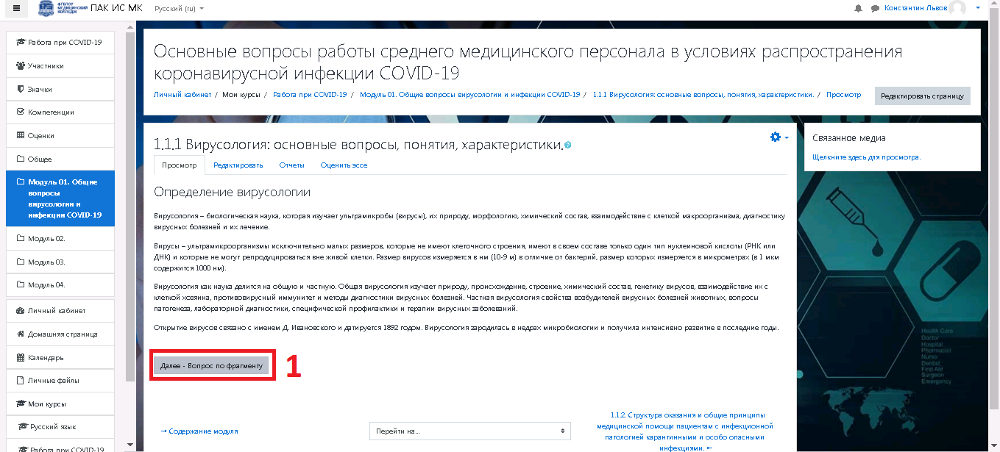 ФГБПОУ
МЕДИЦИНСКИЙ
КОЛЛЕДЖ
ПАК ИС МК
Русский (ru)
Константин Львов
Работа при COVID-19
Участники
Значки
Компетенции
Оценки
Общее
Модуль 01. Общие
вопросы
вирусологии и
инфекции COVID-19
Модуль 02.
Модуль 03.
Модуль 04.
Личный кабинет
Домашняя страница
Календарь
Личные файлы
Мои курсы
Русский язык
Работа при COVID-19
Основные вопросы работы среднего медицинского персонала в условиях распространения
коронавирусной инфекции COVID-19
Личный кабинет / Мои курсы / Работа при COVID-19 / Модуль 01. Общие вопросы вирусологии и инфекции COVID-19 / 1.1.1 Вирусология: основные вопросы, понятия, характеристики. / Просмотр
Редактировать страницу
1.1.1 Вирусология: основные вопросы, понятия, характеристики.
Просмотр Редактировать Отчеты Оценить эссе
Определение вирусологии
Вирусология – биологическая наука, которая изучает ультрамикробы (вирусы), их природу, морфологию, химический состав, взаимодействие с клеткой макроорганизма, диагностику
вирусных болезней и их лечение.
Вирусы – ультрамикроорганизмы исключительно малых размеров, которые не имеют клеточного строения, имеют в своем составе только один тип нуклеиновой кислоты (РНК или
ДНК) и которые не могут репродуцироваться вне живой клетки. Размер вирусов измеряется в нм (10-9 м) в отличие от бактерий, размер которых измеряется в микрометрах (в 1 мкм
содержится 1000 нм).
Вирусология как наука делится на общую и частную. Общая вирусология изучает природу, происхождение, строение, химический состав, генетику вирусов, взаимодействие их с
клеткой хозяина, противовирусный иммунитет и методы диагностики вирусных болезней. Частная вирусология свойства возбудителей вирусных болезней животных, вопросы
патогенеза, лабораторной диагностики, специфической профилактики и терапии вирусных заболеваний.
Открытие вирусов связано с именем Д. Ивановского и датируется 1892 годом. Вирусология зародилась в недрах микробиологии и получила интенсивно развитие в последние годы.
Далее - Вопрос по фрагменту
1
→ Содержание модуля
Перейти на...
1.1.2. Структура оказания и общие принципы
медицинской помощи пациентам с инфекционной
патологией карантинными и особо опасными
инфекциями. ←
Связанное медиа
Щелкните здесь для просмотра.
Health Care
Doctor
Hospital
Pharmacist
Nurse
Dentist
First Aid
Surgeon
Emergency